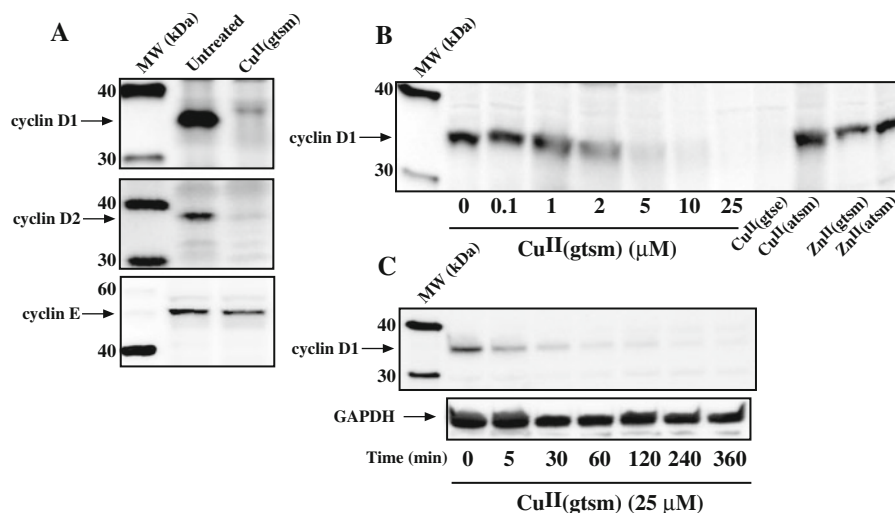 A
MW (kDa)
Untreated
Cu^II(gtsm)
40
cyclin D1
30
40
cyclin D2
30
60
cyclin E
40
B
MW (kDa)
40
cyclin D1
30
0 0.1 1 2 5 10 25
Cu^II(gtsm) (μM)
Cu^II(gtse)
Cu^II(atsm)
Zn^II(gtsm)
Zn^II(atsm)
C
MW (kDa)
40
cyclin D1
30
GAPDH
Time (min) 0 5 30 60 120 240 360
Cu^II(gtsm) (25 μM)